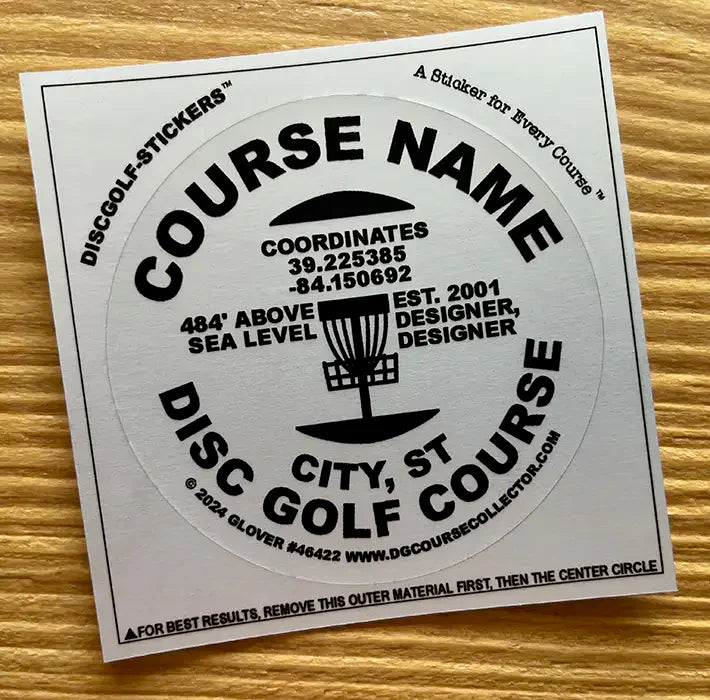 DISCGOLF-STICKERS™
A Sticker for Every Course ™
COURSE NAME
COORDINATES
39.225385
-84.150692
484' ABOVE
SEA LEVEL
EST. 2001
DESIGNER,
DESIGNER
CITY, ST
DISC GOLF COURSE
© 2024 GLOVER #46422 WWW.DGCOURSECOLLECTOR.COM
▲FOR BEST RESULTS, REMOVE THIS OUTER MATERIAL FIRST, THEN THE CENTER CIRCLE